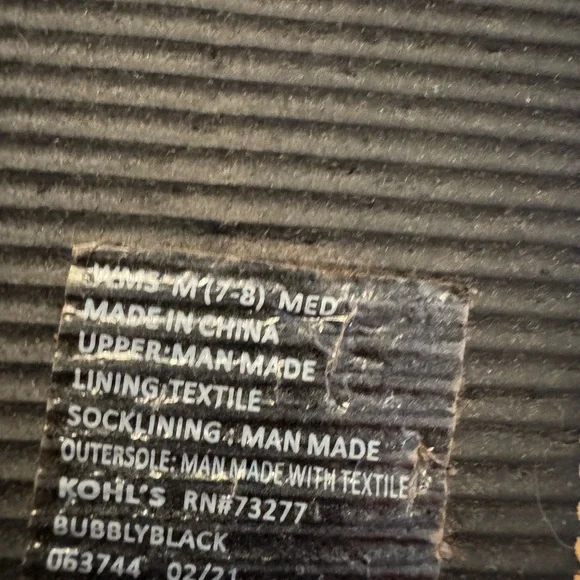 WMS M (7-8) MED
MADE IN CHINA
UPPER:MAN MADE
LINING:TEXTILE
SOCKLINING : MAN MADE
OUTERSOLE: MAN MADE WITH TEXTILE
KOHL'S RN#73277
BUBBLYBLACK
063744 02/21